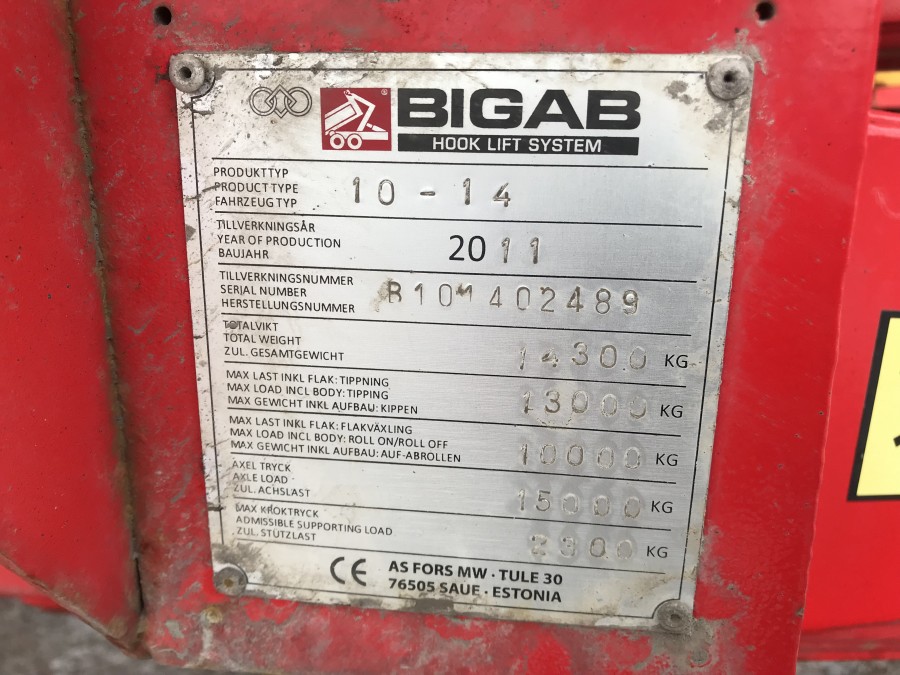 BIGAB
HOOK LIFT SYSTEM
PRODUKTTYP
PRODUCT TYPE
FAHRZEUG TYP
10 - 14
TILLVERKNINGSÅR
YEAR OF PRODUCTION
BAUJAHR
2011
TILLVERKNINGSNUMMER
SERIAL NUMBER
HERSTELLUNGSNUMMER
TOTALVIKT
TOTAL WEIGHT
ZUL. GESAMTGEWICHT
14300 KG
MAX LAST INKL FLAK: TIPPNING
MAX LOAD INCL BODY: TIPPING
MAX GEWICHT INKL AUFBAU: KIPPEN
13000 KG
MAX LAST INKL FLAK: FLAKVÄXLING
MAX LOAD INCL BODY: ROLL ON/ROLL OFF
MAX GEWICHT INKL AUFBAU: AUF-ABROLLEN
10000 KG
AXEL TRYCK
AXLE LOAD
ZUL. ACHSLAST
15000 KG
MAX KROKTRYCK
ADMISSIBLE SUPPORTING LOAD
ZUL. STÜTZLAST
KG
CE AS FORS MW · TULE 30
76505 SAUE · ESTONIA